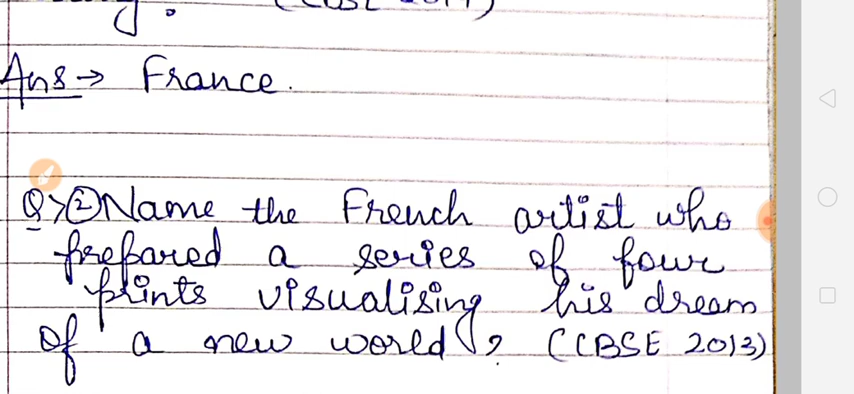 Ans → France.
Q>② Name the French artist who
prepared a series of four
prints visualising his dream
of a new world? (CBSE 2013)